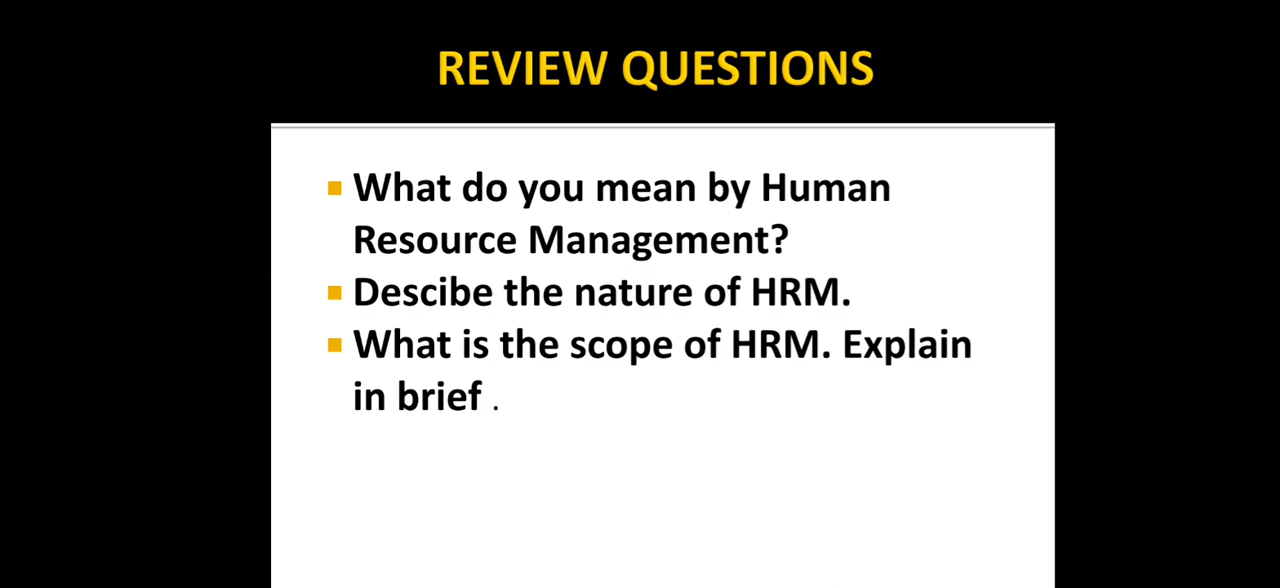 REVIEW QUESTIONS
What do you mean by Human
Resource Management?
Descibe the nature of HRM.
What is the scope of HRM. Explain
in brief .